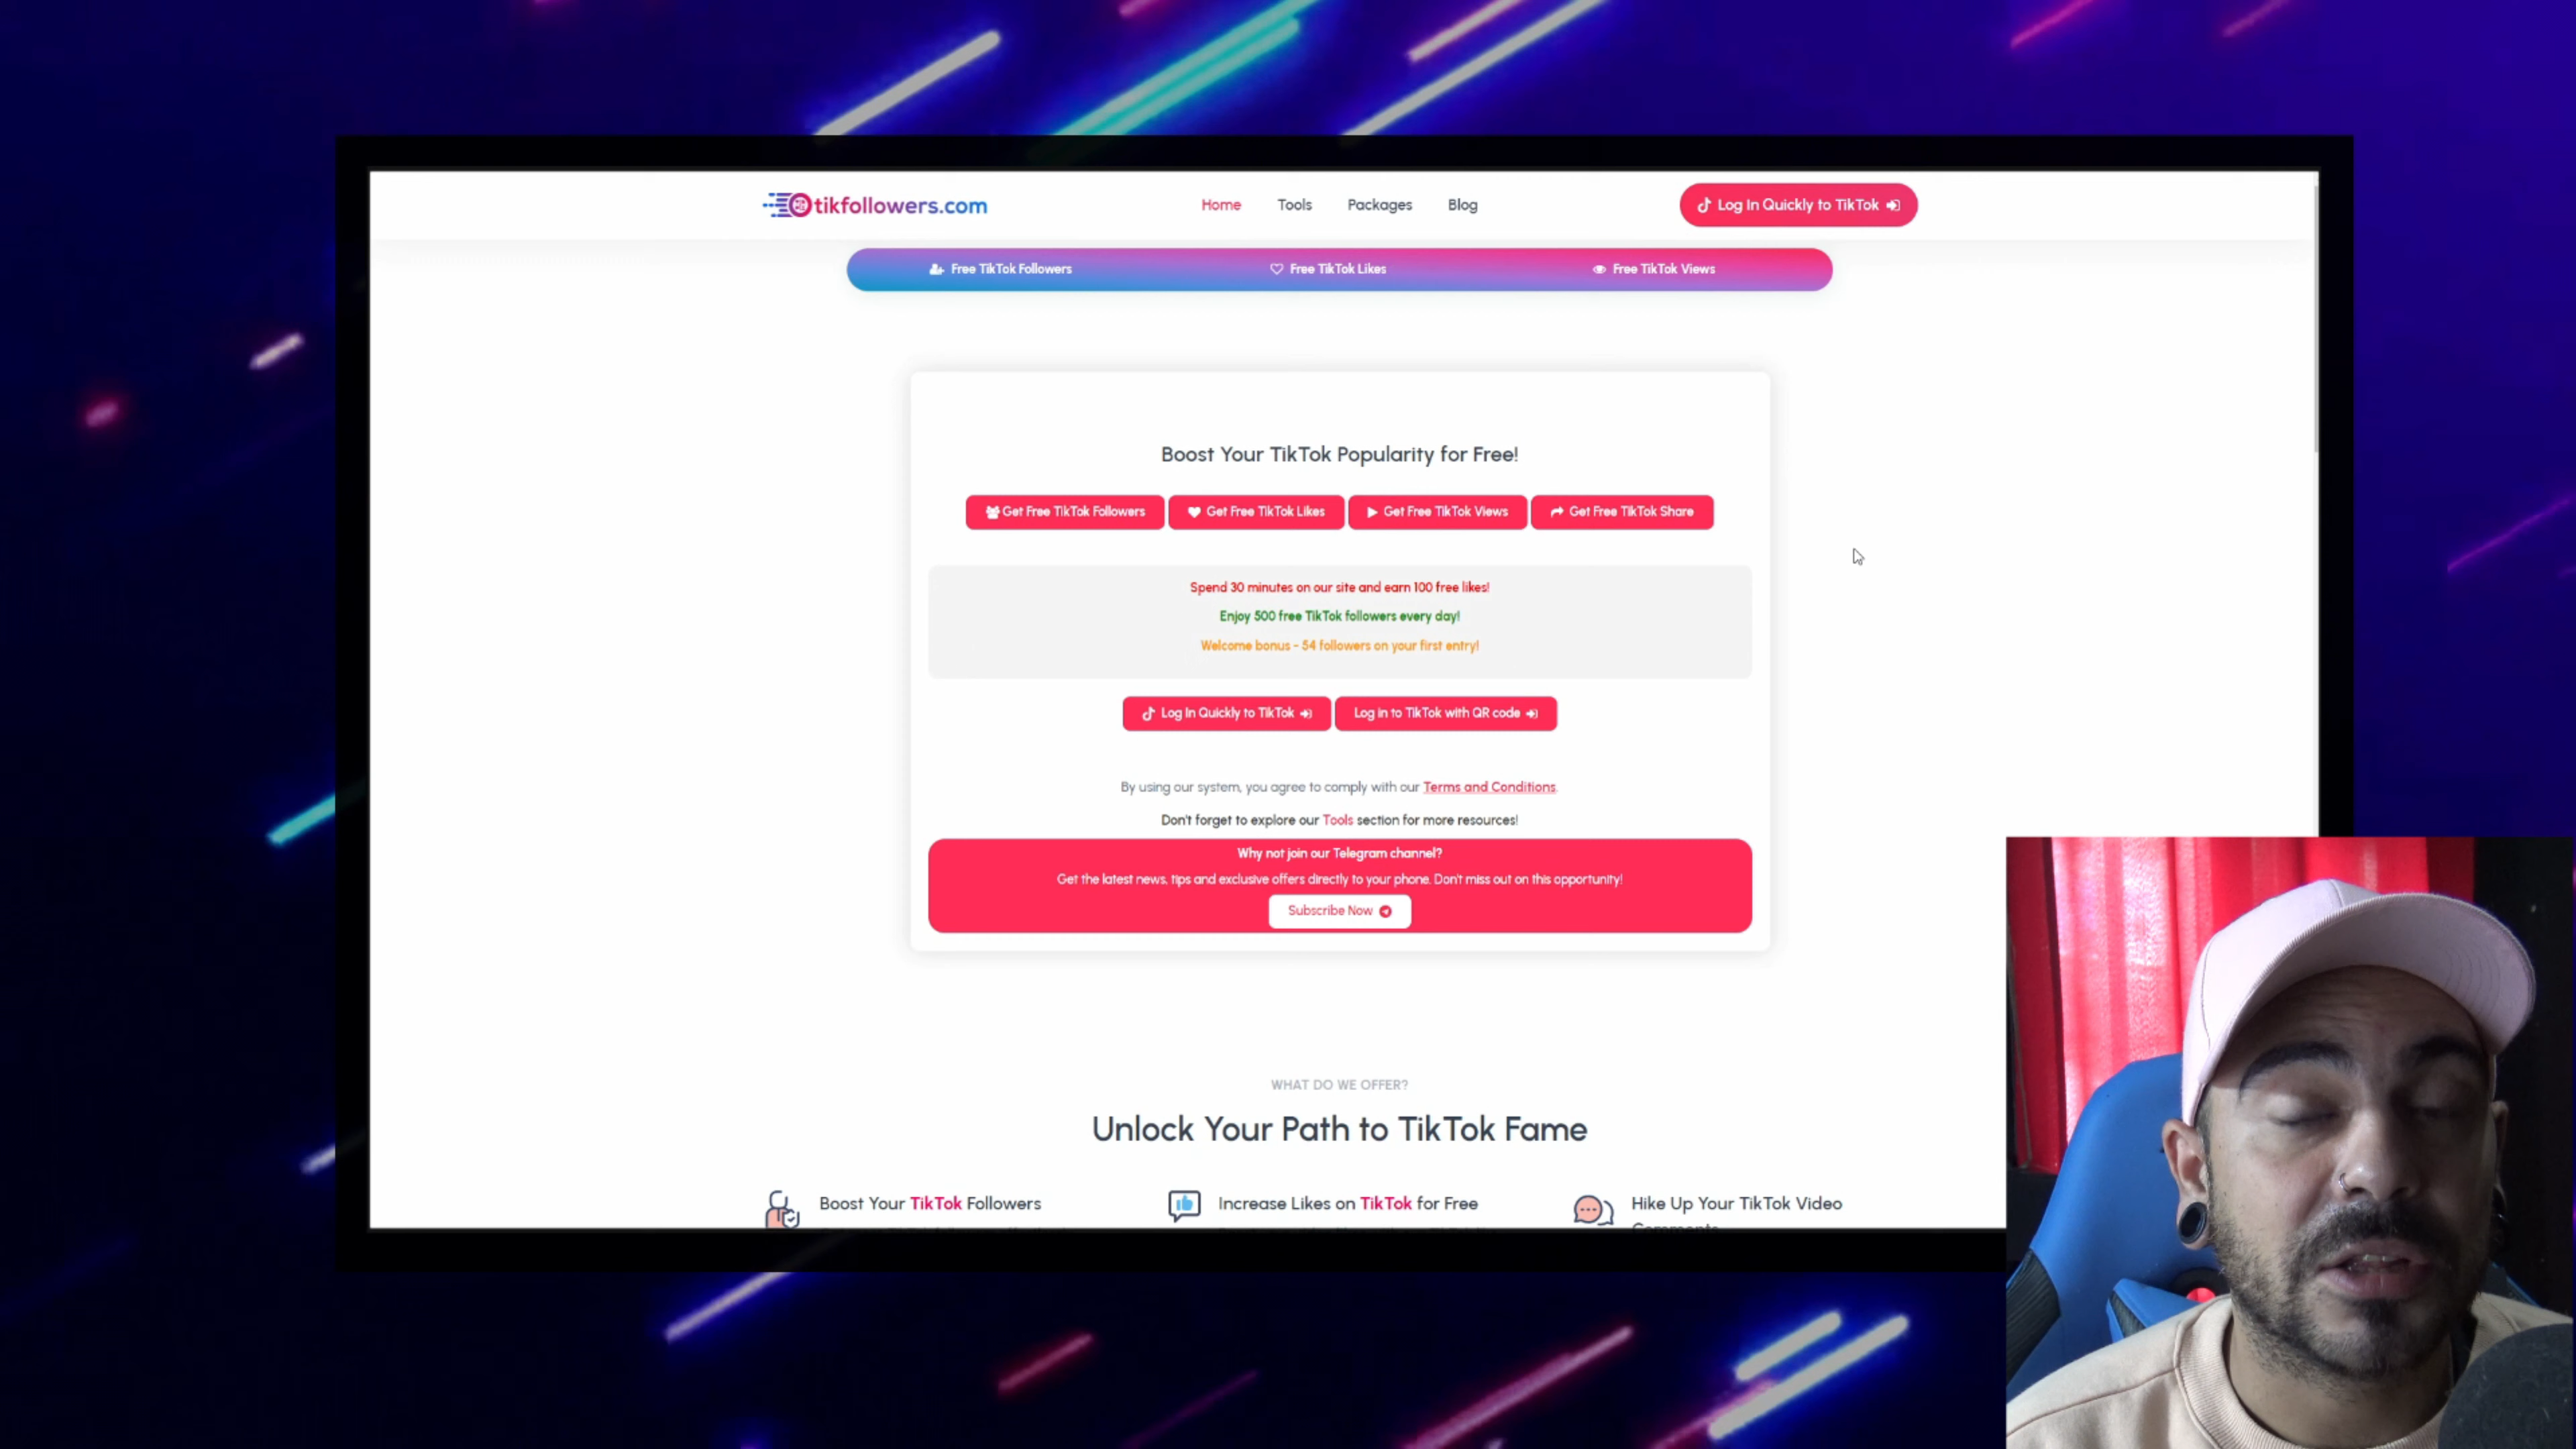 tikfollowers.com
Home Tools Packages Blog
Log In Quickly to TikTok
Free TikTok Followers Free TikTok Likes Free TikTok Views
Boost Your TikTok Popularity for Free!
Get Free TikTok Followers Get Free TikTok Likes Get Free TikTok Views Get Free TikTok Share
Spend 30 minutes on our site and earn 100 free likes!
Enjoy 500 free TikTok followers every day!
Welcome bonus - 54 followers on your first entry!
Log In Quickly to TikTok Log in to TikTok with QR code
By using our system, you agree to comply with our Terms and Conditions.
Don't forget to explore our Tools section for more resources!
Why not join our Telegram channel?
Get the latest news, tips and exclusive offers directly to your phone. Don't miss out on this opportunity!
Subscribe Now
WHAT DO WE OFFER?
Unlock Your Path to TikTok Fame
Boost Your TikTok Followers
Increase Likes on TikTok for Free
Hike Up Your TikTok Video
Comments